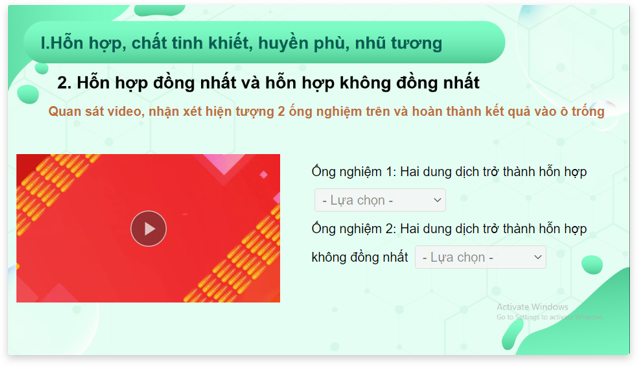 I.Hỗn hợp, chất tinh khiết, huyền phù, nhũ tương
2. Hỗn hợp đồng nhất và hỗn hợp không đồng nhất
Quan sát video, nhận xét hiện tượng 2 ống nghiệm trên và hoàn thành kết quả vào ô trống
Ống nghiệm 1: Hai dung dịch trở thành hỗn hợp
- Lựa chọn -
Ống nghiệm 2: Hai dung dịch trở thành hỗn hợp
không đồng nhất - Lựa chọn -
Activate Windows
Go to Settings to activate Windows.